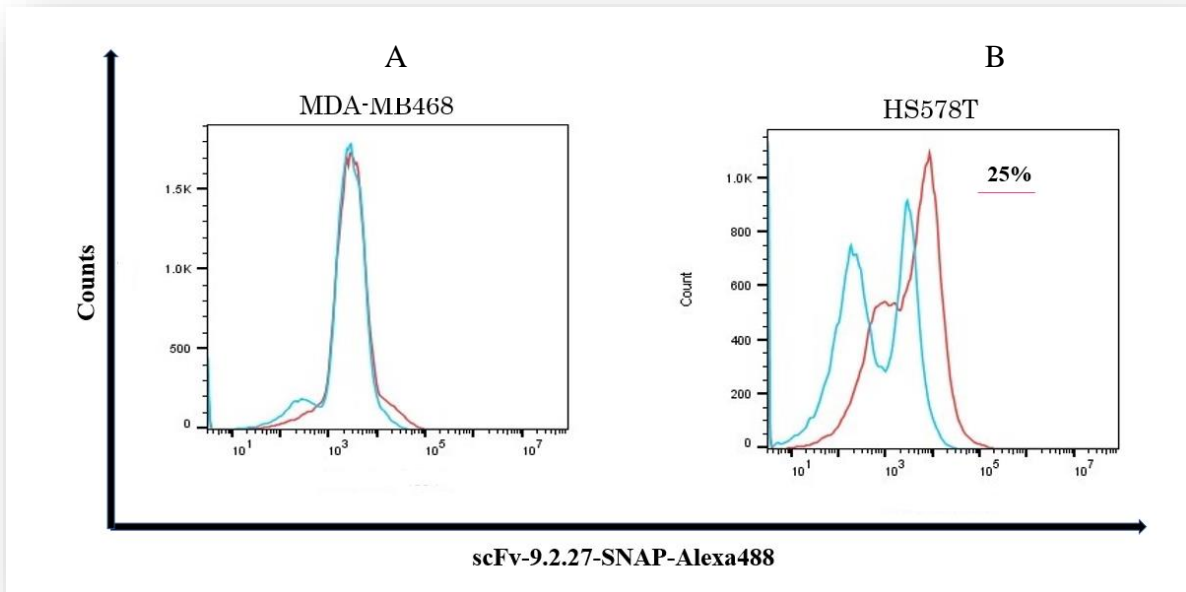 A
B
MDA-MB468
HS578T
Counts
1.5K
1.0K
500
0
10¹
10³
10⁵
10⁷
Count
1.0K
800
600
400
200
0
10¹
10³
10⁵
10⁷
25%
scFv-9.2.27-SNAP-Alexa488